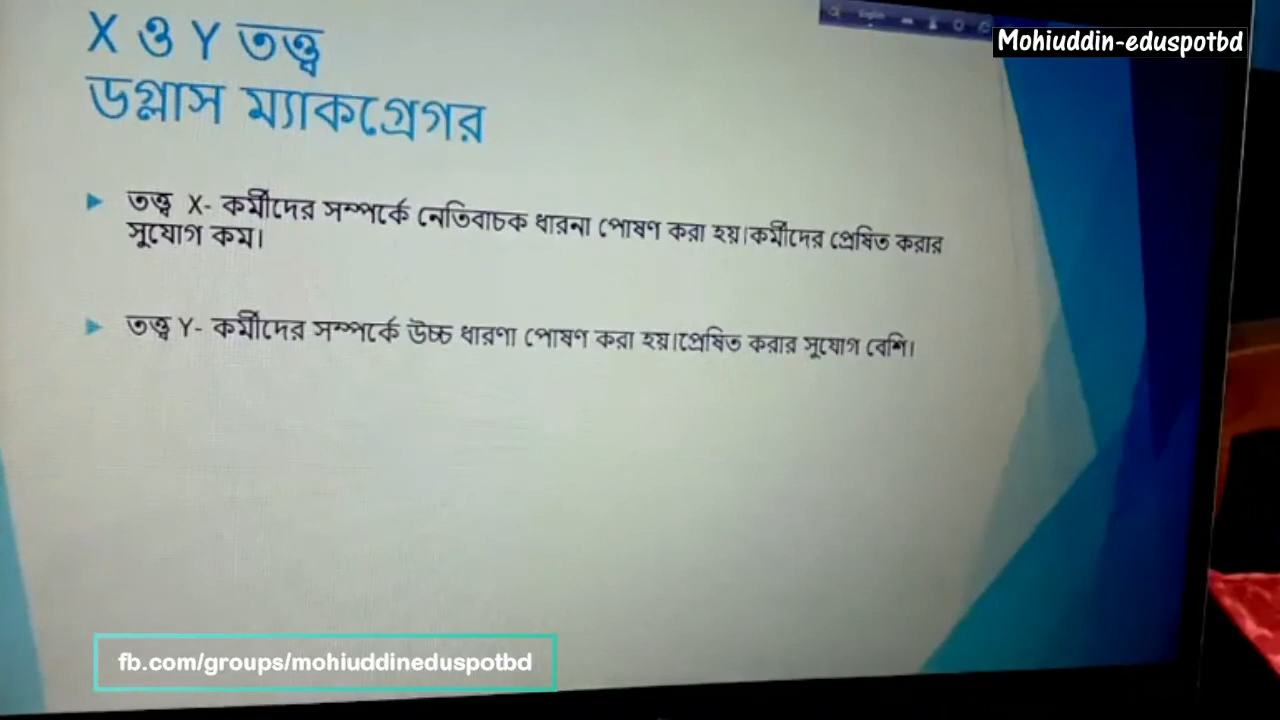 English
Mohiuddin-eduspotbd
X ও Y তত্ত্ব
ডগ্লাস ম্যাকগ্রেগর
তত্ত্ব X- কর্মীদের সম্পর্কে নেতিবাচক ধারনা পোষণ করা হয়।কর্মীদের প্রেষিত করার
সুযোগ কম।
তত্ত্ব Y- কর্মীদের সম্পর্কে উচ্চ ধারণা পোষণ করা হয়।প্রেষিত করার সুযোগ বেশি।
fb.com/groups/mohiuddineduspotbd